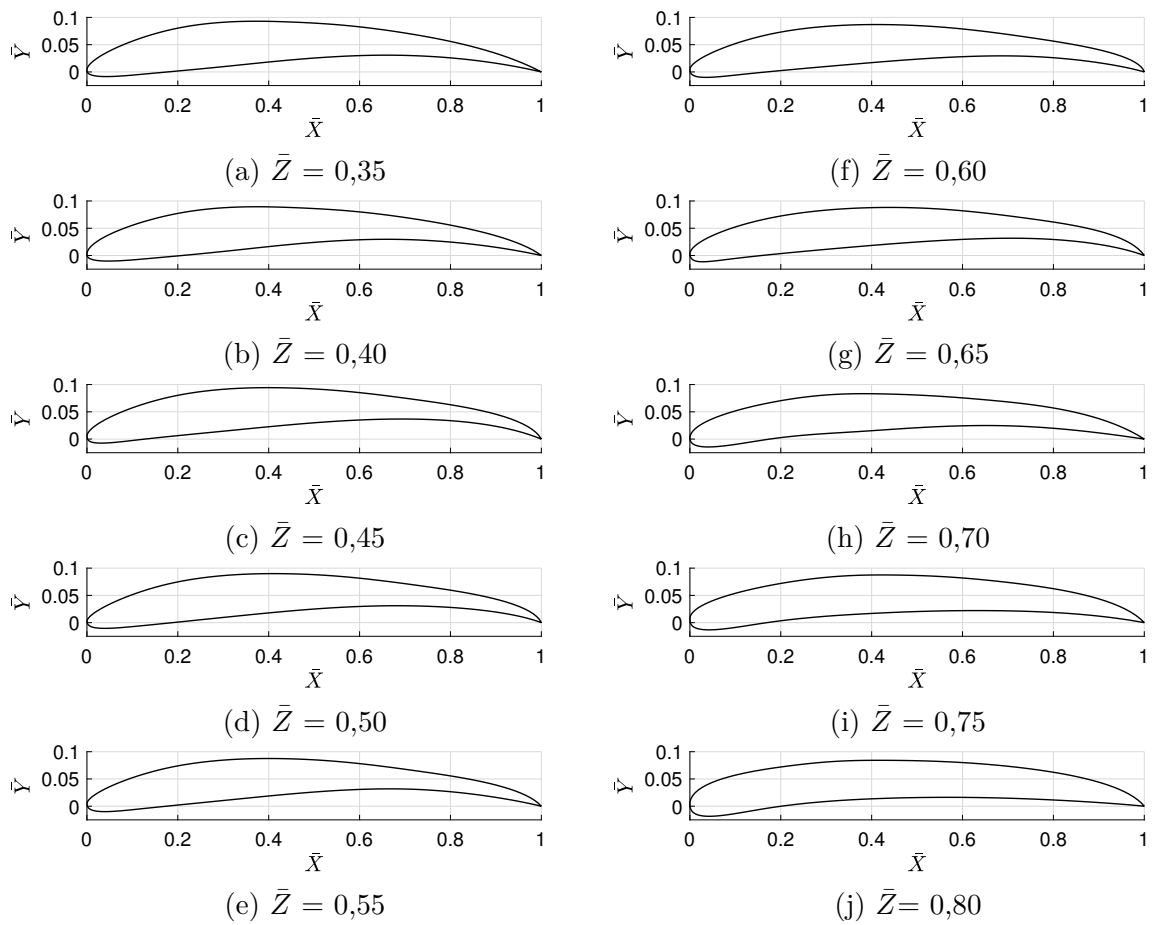 0.1
0.05
0
Ȳ
0 0.2 0.4 0.6 0.8 1
X̄
(a) Z̄ = 0,35
0.1
0.05
0
Ȳ
0 0.2 0.4 0.6 0.8 1
X̄
(b) Z̄ = 0,40
0.1
0.05
0
Ȳ
0 0.2 0.4 0.6 0.8 1
X̄
(c) Z̄ = 0,45
0.1
0.05
0
Ȳ
0 0.2 0.4 0.6 0.8 1
X̄
(d) Z̄ = 0,50
0.1
0.05
0
Ȳ
0 0.2 0.4 0.6 0.8 1
X̄
(e) Z̄ = 0,55
0.1
0.05
0
Ȳ
0 0.2 0.4 0.6 0.8 1
X̄
(f) Z̄ = 0,60
0.1
0.05
0
Ȳ
0 0.2 0.4 0.6 0.8 1
X̄
(g) Z̄ = 0,65
0.1
0.05
0
Ȳ
0 0.2 0.4 0.6 0.8 1
X̄
(h) Z̄ = 0,70
0.1
0.05
0
Ȳ
0 0.2 0.4 0.6 0.8 1
X̄
(i) Z̄ = 0,75
0.1
0.05
0
Ȳ
0 0.2 0.4 0.6 0.8 1
X̄
(j) Z̄= 0,80